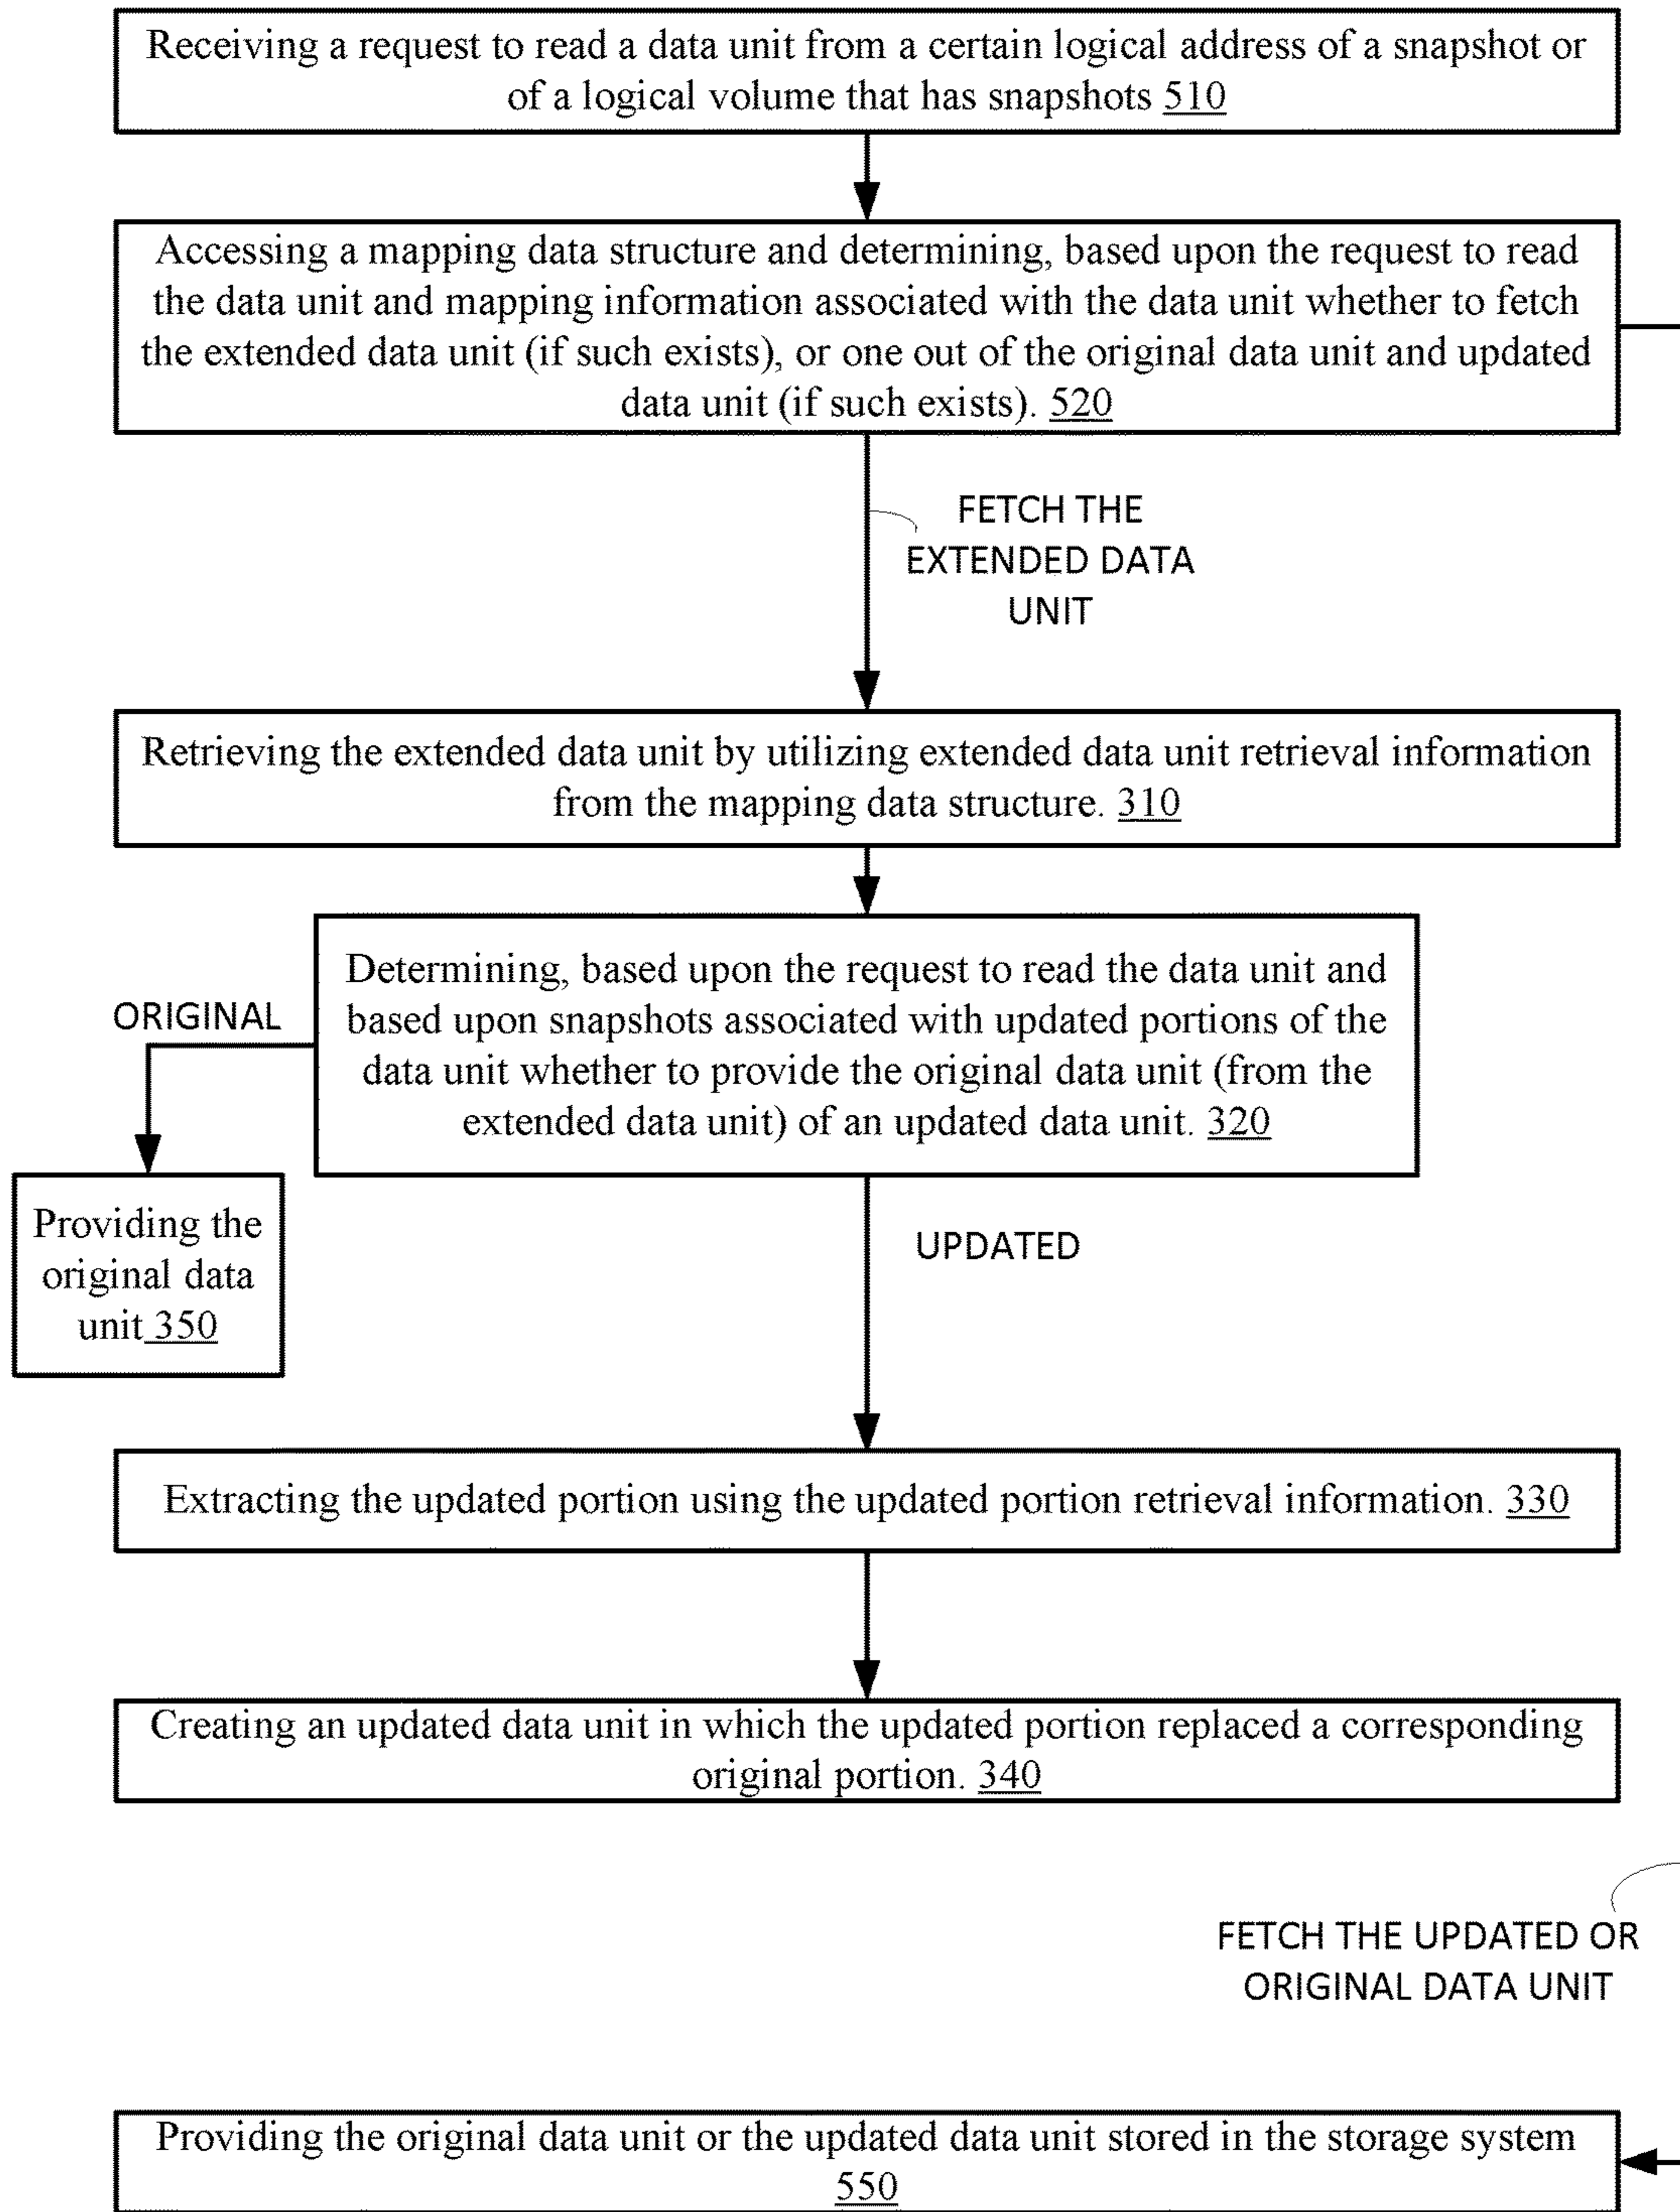 Receiving a request to read a data unit from a certain logical address of a snapshot or
of a logical volume that has snapshots 510
Accessing a mapping data structure and determining, based upon the request to read
the data unit and mapping information associated with the data unit whether to fetch
the extended data unit (if such exists), or one out of the original data unit and updated
data unit (if such exists). 520
FETCH THE
EXTENDED DATA
UNIT
Retrieving the extended data unit by utilizing extended data unit retrieval information
from the mapping data structure. 310
Determining, based upon the request to read the data unit and
based upon snapshots associated with updated portions of the
data unit whether to provide the original data unit (from the
extended data unit) of an updated data unit. 320
ORIGINAL
Providing the
original data
unit 350
UPDATED
Extracting the updated portion using the updated portion retrieval information. 330
Creating an updated data unit in which the updated portion replaced a corresponding
original portion. 340
FETCH THE UPDATED OR
ORIGINAL DATA UNIT
Providing the original data unit or the updated data unit stored in the storage system
550